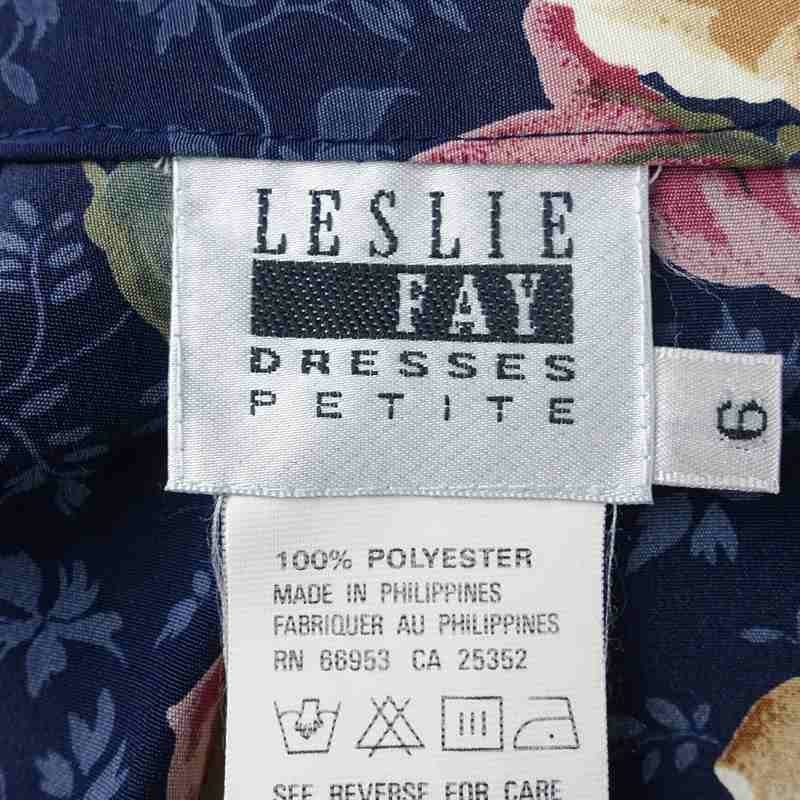 LESLIE
FAY
DRESSES
PETITE
6
100% POLYESTER
MADE IN PHILIPPINES
FABRIQUER AU PHILIPPINES
RN 66953 CA 25352
SEE REVERSE FOR CARE